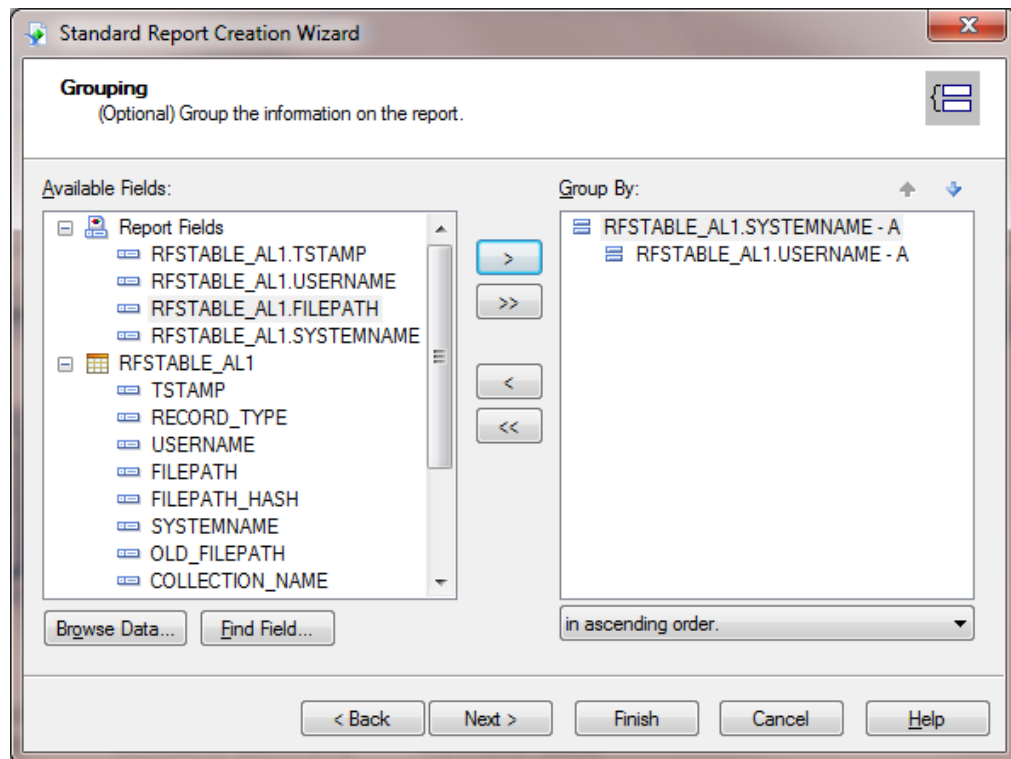 Standard Report Creation Wizard
X
Grouping
(Optional) Group the information on the report.
Available Fields:
Report Fields
RFSTABLE_AL1.TSTAMP
RFSTABLE_AL1.USERNAME
RFSTABLE_AL1.FILEPATH
RFSTABLE_AL1.SYSTEMNAME
RFSTABLE_AL1
TSTAMP
RECORD_TYPE
USERNAME
FILEPATH
FILEPATH_HASH
SYSTEMNAME
OLD_FILEPATH
COLLECTION_NAME
Browse Data...
Find Field...
>
>>
<
<<
Group By:
RFSTABLE_AL1.SYSTEMNAME - A
RFSTABLE_AL1.USERNAME - A
in ascending order.
< Back
Next >
Finish
Cancel
Help